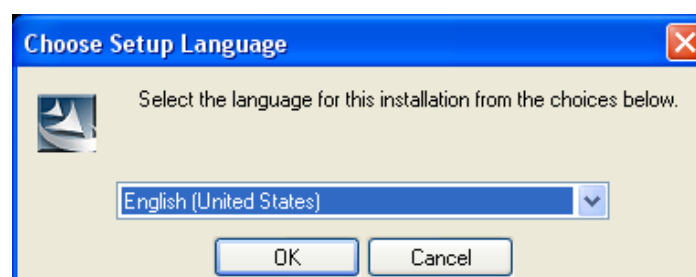 Choose Setup Language
Select the language for this installation from the choices below.
English (United States)
OK
Cancel